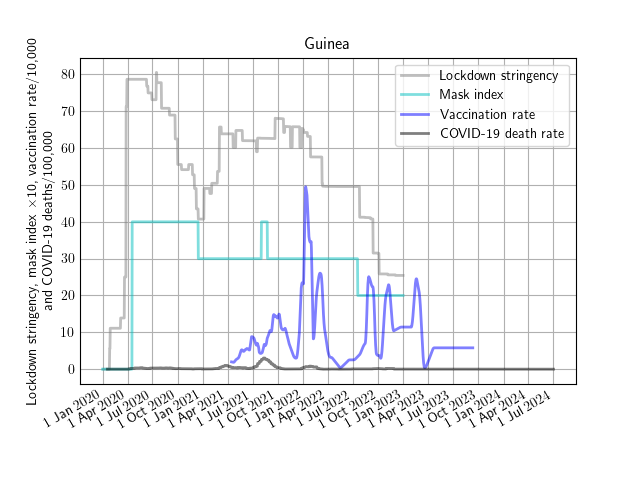 Guinea
Lockdown stringency, mask index ×10, vaccination rate/10,000
and COVID-19 deaths/100,000
80
70
60
50
40
30
20
10
0
Lockdown stringency
Mask index
Vaccination rate
COVID-19 death rate
1 Jan 2020
1 Apr 2020
1 Jul 2020
1 Oct 2020
1 Jan 2021
1 Apr 2021
1 Jul 2021
1 Oct 2021
1 Jan 2022
1 Apr 2022
1 Jul 2022
1 Oct 2022
1 Jan 2023
1 Apr 2023
1 Jul 2023
1 Oct 2023
1 Jan 2024
1 Apr 2024
1 Jul 2024